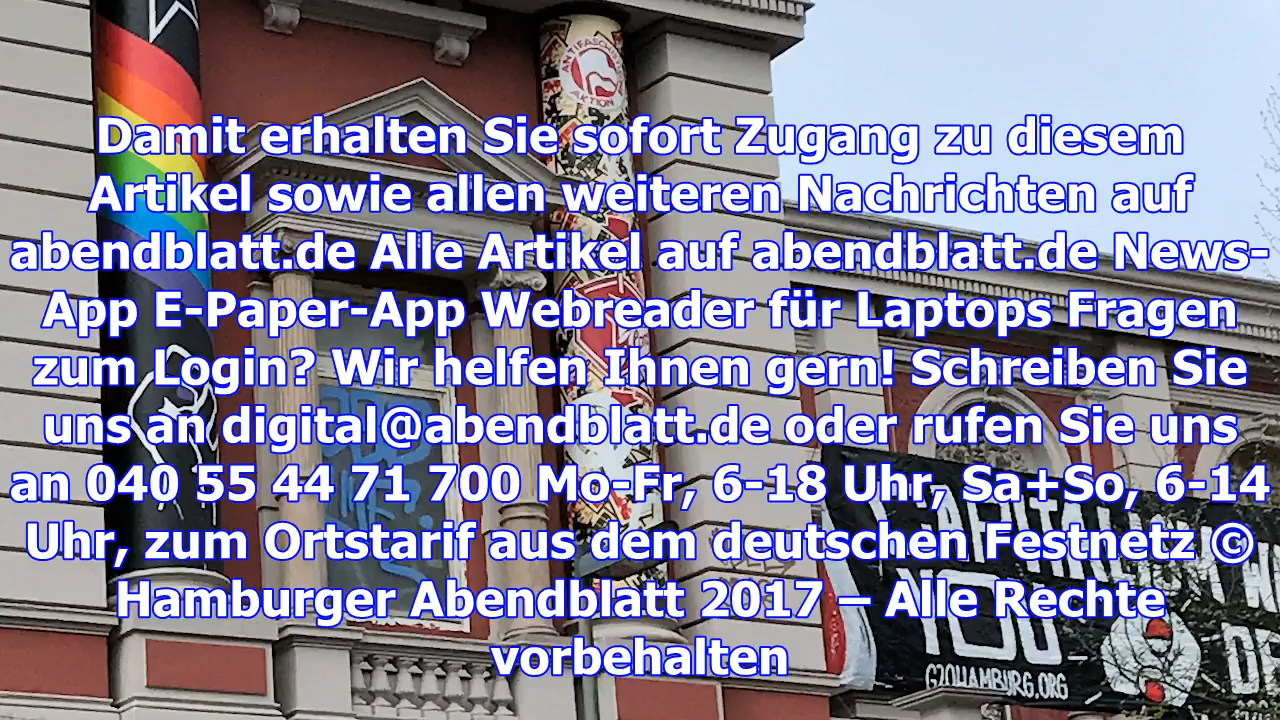 ANTIFASCHISTISCHE
AKTION
Damit erhalten Sie sofort Zugang zu diesem
Artikel sowie allen weiteren Nachrichten auf
abendblatt.de Alle Artikel auf abendblatt.de News-
App E-Paper-App Webreader für Laptops Fragen
zum Login? Wir helfen Ihnen gern! Schreiben Sie
uns an digital@abendblatt.de oder rufen Sie uns
an 040 55 44 71 700 Mo-Fr, 6-18 Uhr, Sa+So, 6-14
Uhr, zum Ortstarif aus dem deutschen Festnetz ©
Hamburger Abendblatt 2017 – Alle Rechte
vorbehalten
G20HAMBURG.ORG